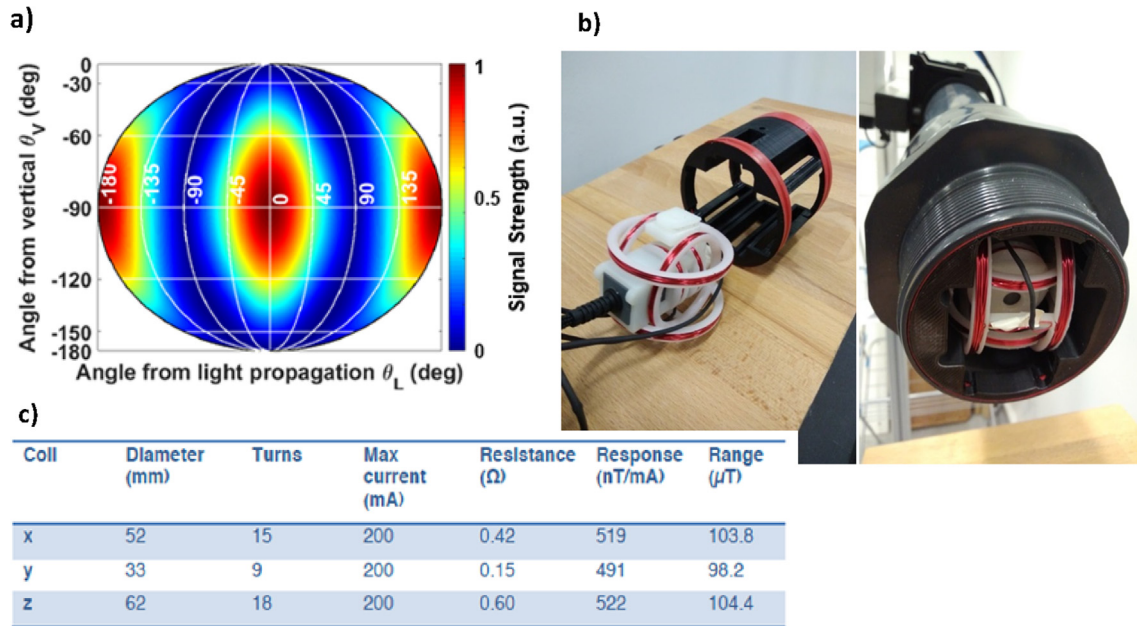 a)
0
-30
-60
-90
-120
-150
-180
Angle from vertical θV (deg)
-180
-135
-90
-45
0
45
90
135
Angle from light propagation θL (deg)
1
0.5
0
Signal Strength (a.u.)
b)
c)
Coil Diameter (mm) Turns Max current (mA) Resistance (Ω) Response (nT/mA) Range (µT)
x 52 15 200 0.42 519 103.8
y 33 9 200 0.15 491 98.2
z 62 18 200 0.60 522 104.4